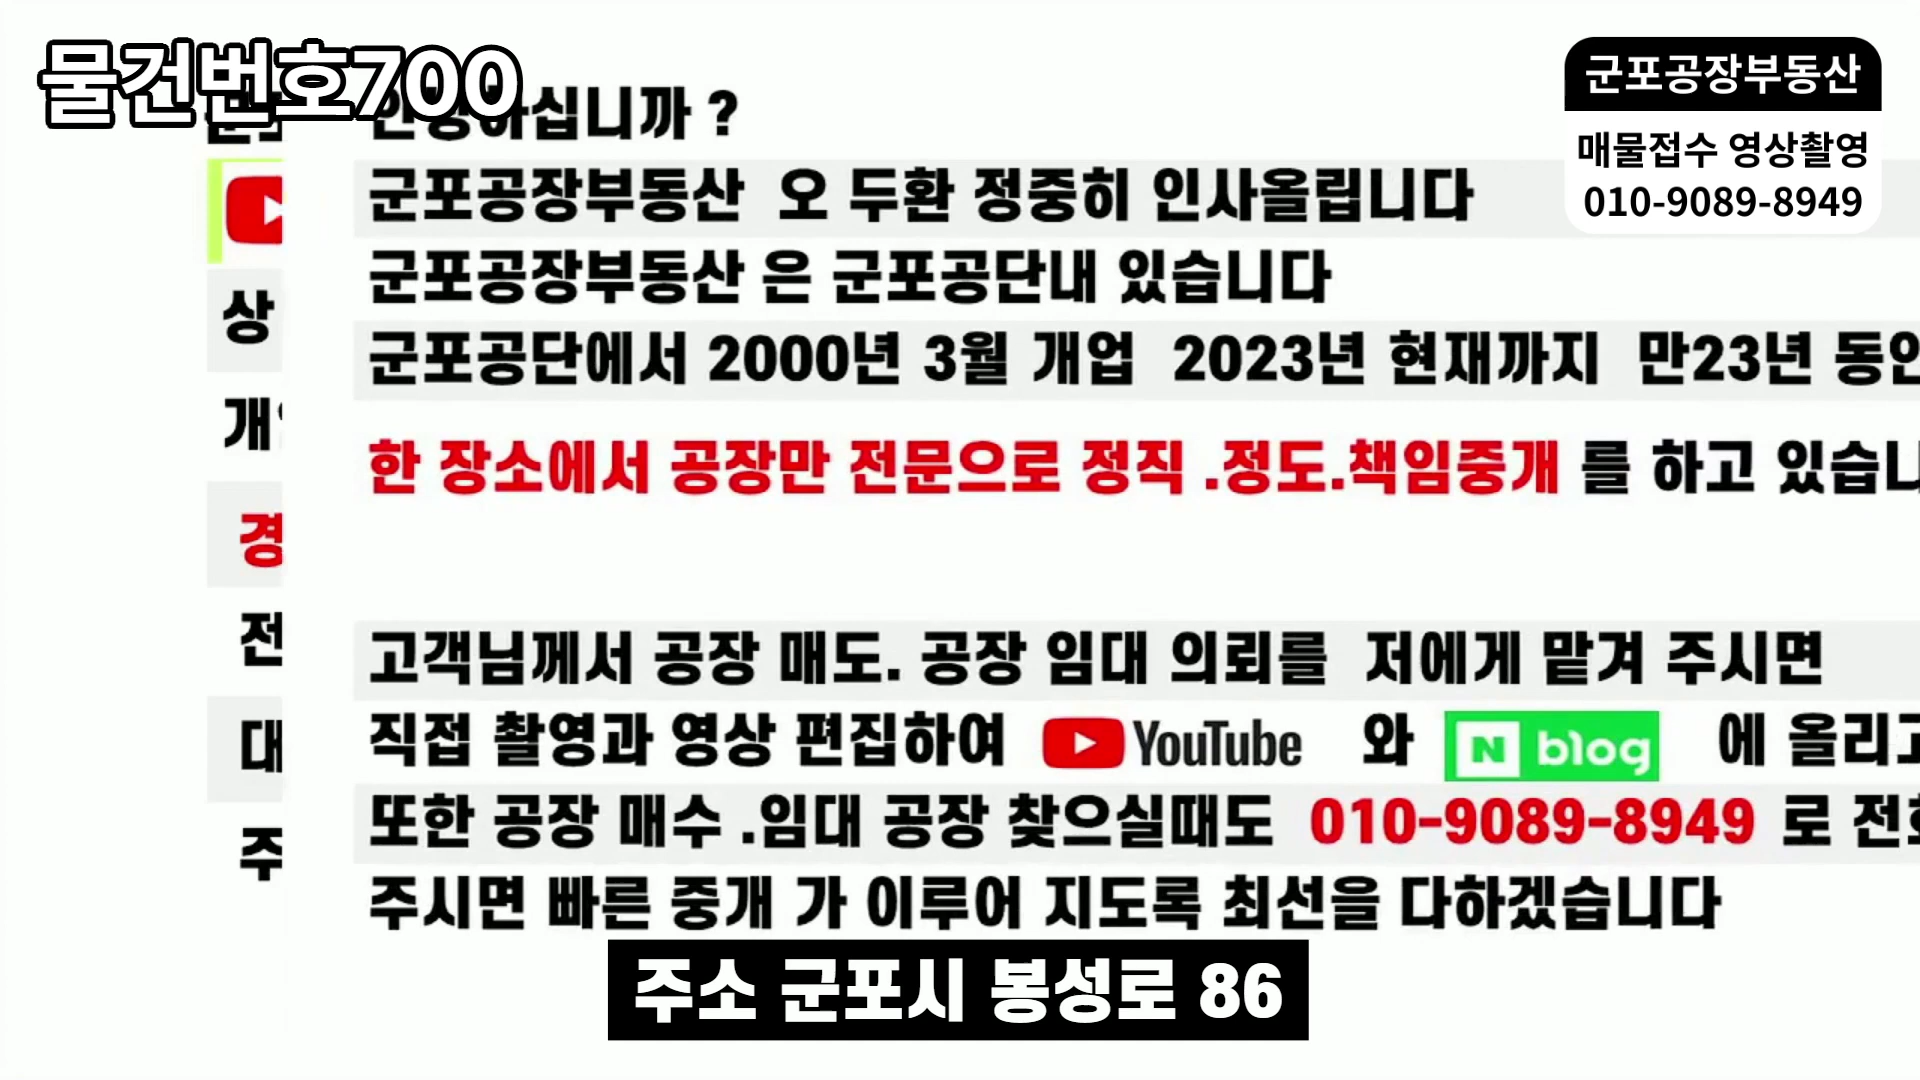 물건번호700
군포공장부동산
매물접수 영상촬영
010-9089-8949
안녕하십니까 ?
군포공장부동산 오 두환 정중히 인사올립니다
군포공장부동산 은 군포공단내 있습니다
군포공단에서 2000년 3월 개업 2023년 현재까지 만23년 동안
한 장소에서 공장만 전문으로 정직 .정도.책임중개 를 하고 있습니
고객님께서 공장 매도. 공장 임대 의뢰를 저에게 맡겨 주시면
직접 촬영과 영상 편집하여 YouTube 와 N blog 에 올리고
또한 공장 매수 .임대 공장 찾으실때도 010-9089-8949 로 전화
주시면 빠른 중개 가 이루어 지도록 최선을 다하겠습니다
상
개
경
전
대
주
주소 군포시 봉성로 86